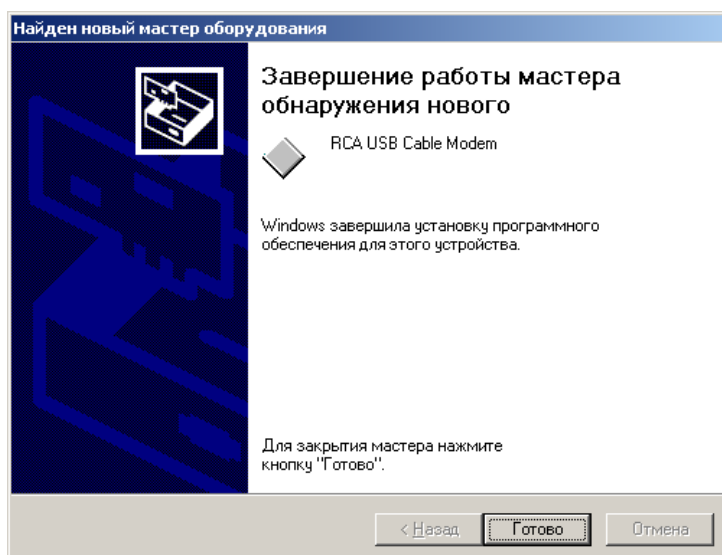 Найден новый мастер оборудования
Завершение работы мастера
обнаружения нового
RCA USB Cable Modem
Windows завершила установку программного
обеспечения для этого устройства.
Для закрытия мастера нажмите
кнопку "Готово".
< Назад
Готово
Отмена